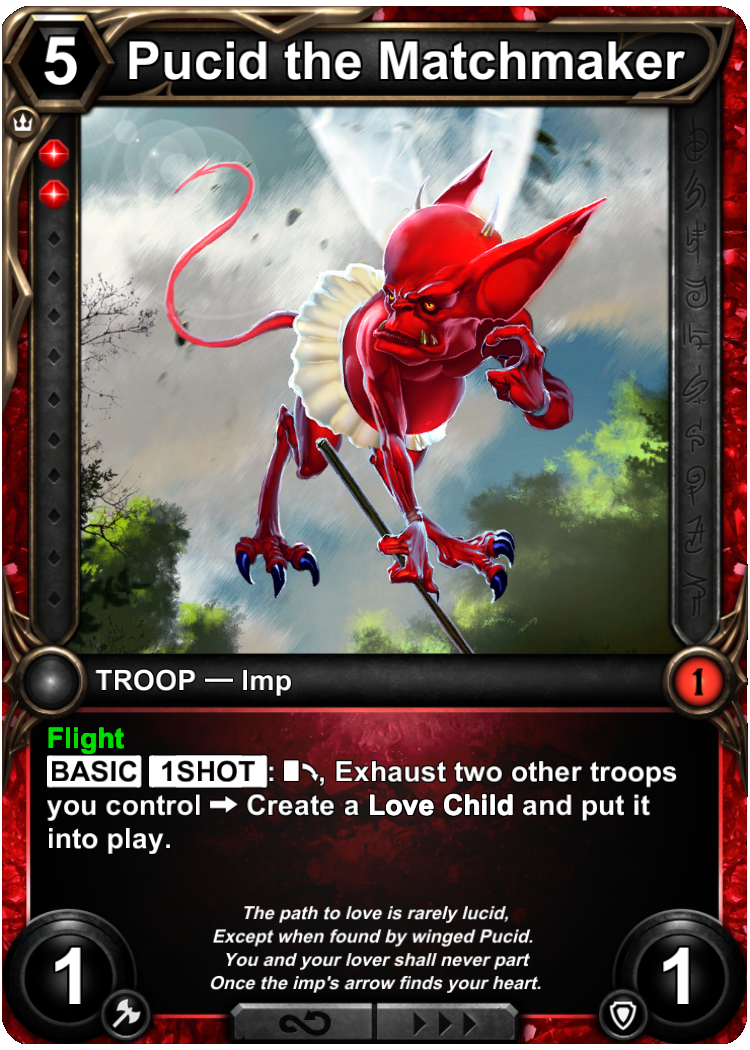 5 Pucid the Matchmaker
TROOP — Imp
1
Flight
BASIC 1SHOT : , Exhaust two other troops
you control ➡ Create a Love Child and put it
into play.
The path to love is rarely lucid,
Except when found by winged Pucid.
You and your lover shall never part
Once the imp's arrow finds your heart.
1 1